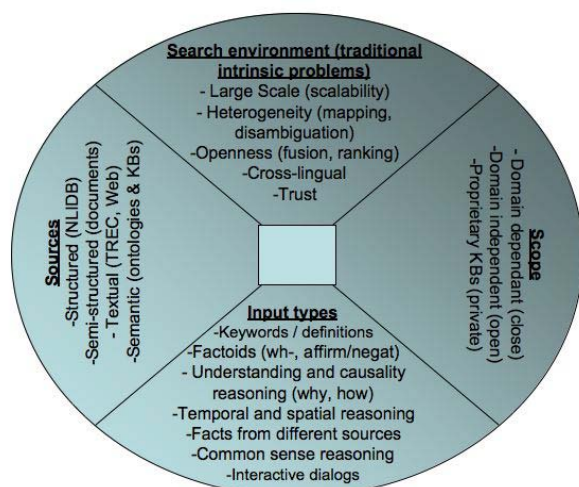 Search environment (traditional
intrinsic problems)
- Large Scale (scalability)
- Heterogeneity (mapping,
disambiguation)
-Openness (fusion, ranking)
-Cross-lingual
-Trust
Sources
-Structured (NLIDB)
-Semi-structured (documents)
- Textual (TREC, Web)
-Semantic (ontologies & KBs)
Scope
- Domain dependant (close)
- Domain independent (open)
- Proprietary KBs (private)
Input types
-Keywords / definitions
-Factoids (wh-, affirm/negat)
- Understanding and causality
reasoning (why, how)
-Temporal and spatial reasoning
-Facts from different sources
-Common sense reasoning
-Interactive dialogs